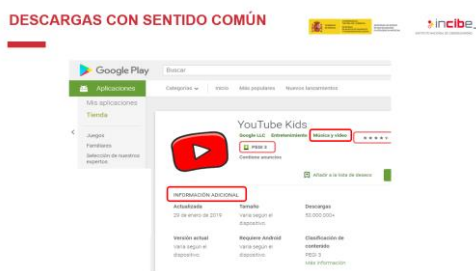 DESCARGAS CON SENTIDO COMÚN
incibe_
Google Play
Buscar
Aplicaciones
Categorías
Inicio
Más populares
Nuevos lanzamientos
Mis aplicaciones
Tienda
Juegos
Familiares
Selección de nuestros
expertos
YouTube Kids
Google LLC Entretenimiento Música y vídeo
PEGI 3
Contiene anuncios
Añadir a la lista de deseos
INFORMACIÓN ADICIONAL
Actualizada
Tamaño
Descargas
29 de enero de 2019
Varía según el
dispositivo.
50.000.000+
Versión actual
Requiere Android
Clasificación de
contenido
Varía según el
dispositivo.
Varía según el
dispositivo.
PEGI 3
Más información